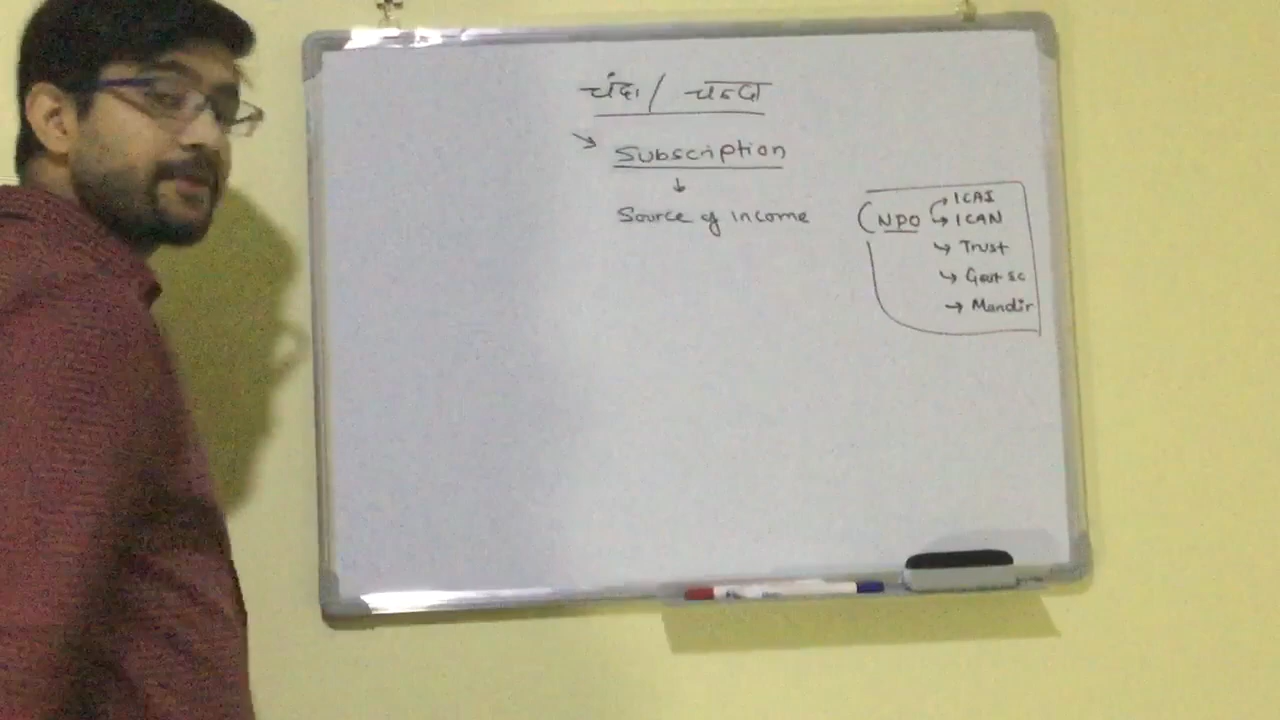 चंदा / चन्दा
Subscription
Source of income
NPO
ICAI
ICAN
Trust
Govt sc
Mandir